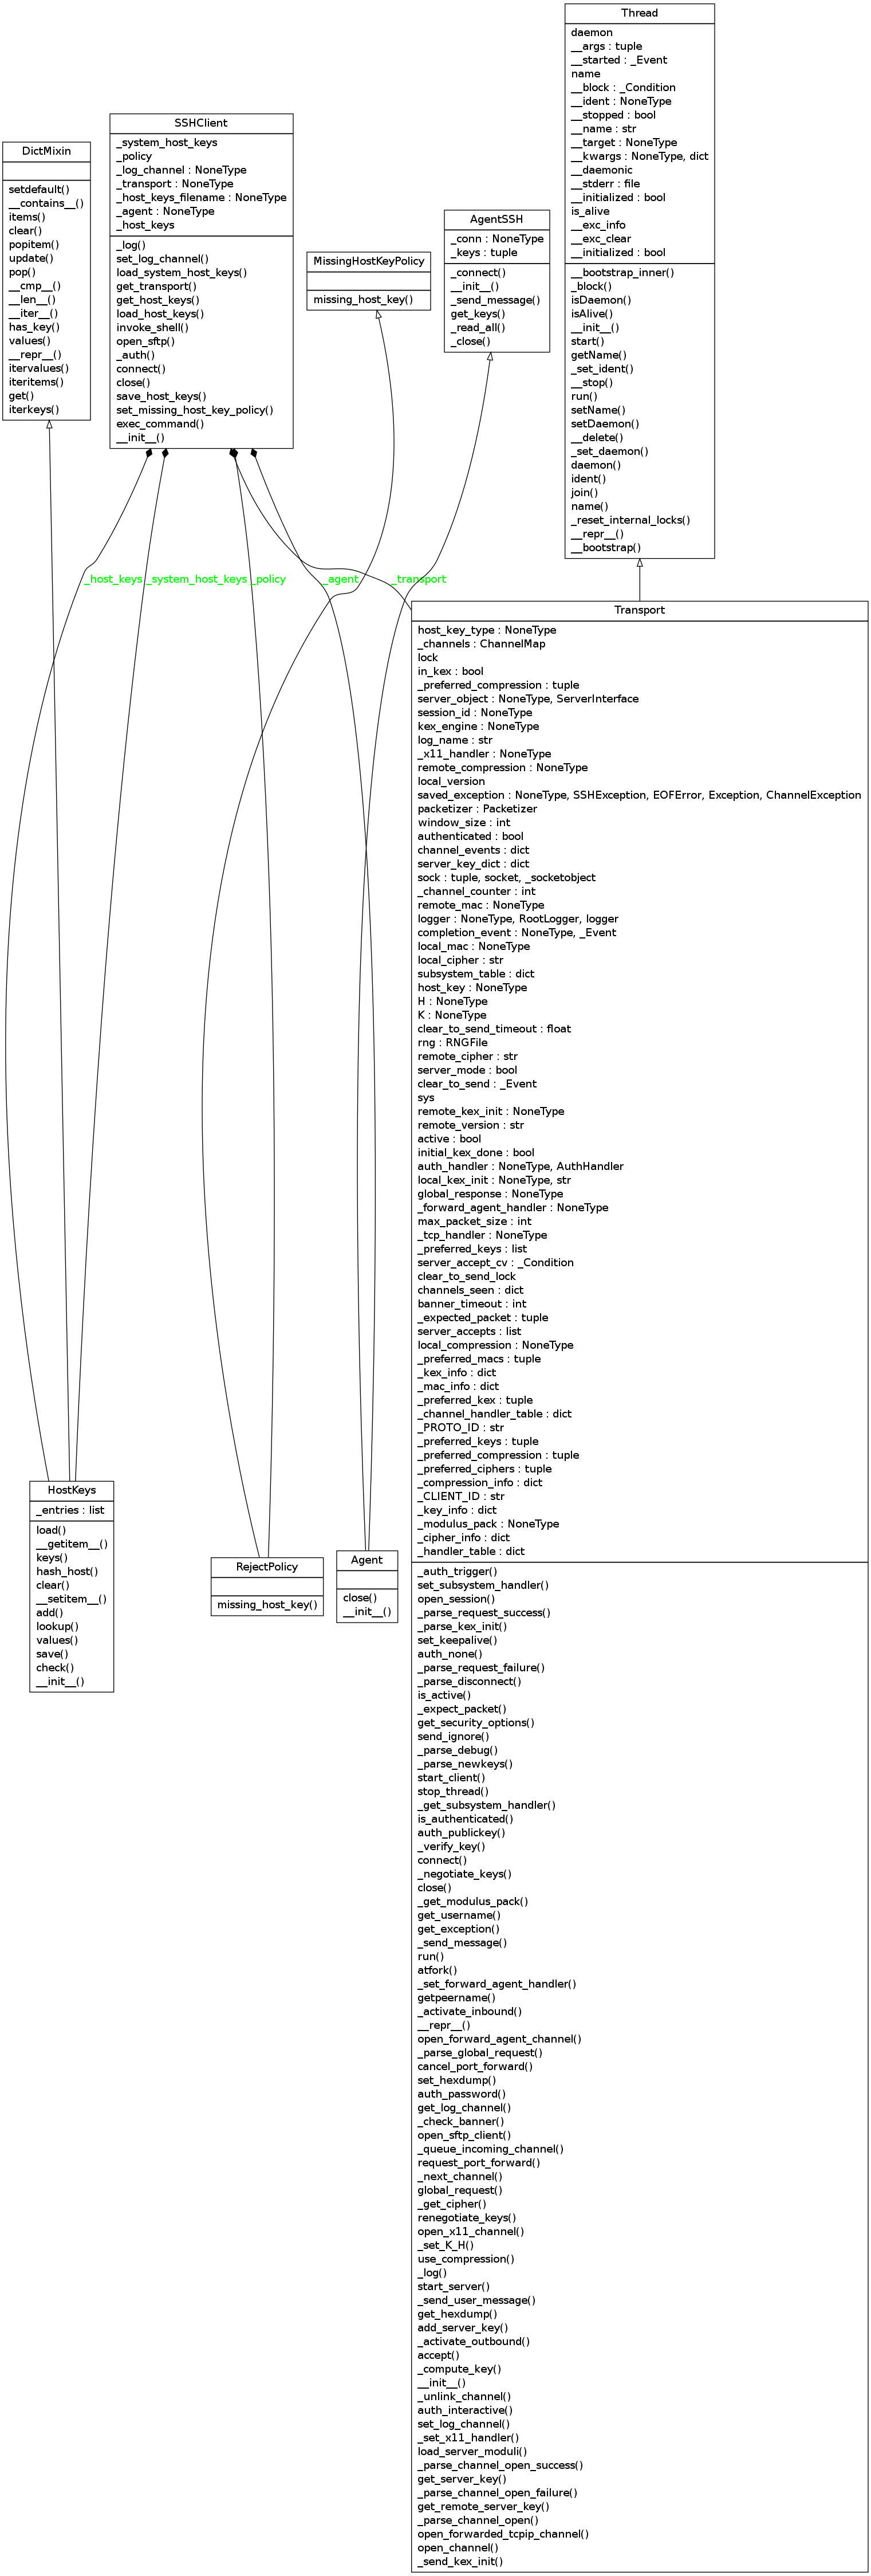 Thread
daemon
__args : tuple
__started : _Event
name
__block : _Condition
__ident : NoneType
__stopped : bool
__name : str
__target : NoneType
__kwargs : NoneType, dict
__daemonic
__stderr : file
__initialized : bool
is_alive
__exc_info
__exc_clear
__initialized : bool
__bootstrap_inner()
_block()
isDaemon()
isAlive()
__init__()
start()
getName()
_set_ident()
__stop()
run()
setName()
setDaemon()
__delete()
_set_daemon()
daemon()
ident()
join()
name()
_reset_internal_locks()
__repr__()
__bootstrap()
SSHClient
_system_host_keys
_policy
_log_channel : NoneType
_transport : NoneType
_host_keys_filename : NoneType
_agent : NoneType
_host_keys
_log()
set_log_channel()
load_system_host_keys()
get_transport()
get_host_keys()
load_host_keys()
invoke_shell()
open_sftp()
_auth()
connect()
close()
save_host_keys()
set_missing_host_key_policy()
exec_command()
__init__()
DictMixin
setdefault()
__contains__()
items()
clear()
popitem()
update()
pop()
__cmp__()
__len__()
__iter__()
has_key()
values()
__repr__()
itervalues()
iteritems()
get()
iterkeys()
MissingHostKeyPolicy
missing_host_key()
AgentSSH
_conn : NoneType
_keys : tuple
_connect()
__init__()
_send_message()
get_keys()
_read_all()
_close()
_host_keys
_system_host_keys
_policy
_agent
_transport
Transport
host_key_type : NoneType
_channels : ChannelMap
lock
in_kex : bool
_preferred_compression : tuple
server_object : NoneType, ServerInterface
session_id : NoneType
kex_engine : NoneType
log_name : str
_x11_handler : NoneType
remote_compression : NoneType
local_version
saved_exception : NoneType, SSHException, EOFError, Exception, ChannelException
packetizer : Packetizer
window_size : int
authenticated : bool
channel_events : dict
server_key_dict : dict
sock : tuple, socket, _socketobject
_channel_counter : int
remote_mac : NoneType
logger : NoneType, RootLogger, logger
completion_event : NoneType, _Event
local_mac : NoneType
local_cipher : str
subsystem_table : dict
host_key : NoneType
H : NoneType
K : NoneType
clear_to_send_timeout : float
rng : RNGFile
remote_cipher : str
server_mode : bool
clear_to_send : _Event
sys
remote_kex_init : NoneType
remote_version : str
active : bool
initial_kex_done : bool
auth_handler : NoneType, AuthHandler
local_kex_init : NoneType, str
global_response : NoneType
_forward_agent_handler : NoneType
max_packet_size : int
_tcp_handler : NoneType
_preferred_keys : list
server_accept_cv : _Condition
clear_to_send_lock
channels_seen : dict
banner_timeout : int
_expected_packet : tuple
server_accepts : list
local_compression : NoneType
_preferred_macs : tuple
_kex_info : dict
_mac_info : dict
_preferred_kex : tuple
_channel_handler_table : dict
_PROTO_ID : str
_preferred_keys : tuple
_preferred_compression : tuple
_preferred_ciphers : tuple
_compression_info : dict
_CLIENT_ID : str
_key_info : dict
_modulus_pack : NoneType
_cipher_info : dict
_handler_table : dict
_auth_trigger()
set_subsystem_handler()
open_session()
_parse_request_success()
_parse_kex_init()
set_keepalive()
auth_none()
_parse_request_failure()
_parse_disconnect()
is_active()
_expect_packet()
get_security_options()
send_ignore()
_parse_debug()
_parse_newkeys()
start_client()
stop_thread()
_get_subsystem_handler()
is_authenticated()
auth_publickey()
_verify_key()
connect()
_negotiate_keys()
close()
_get_modulus_pack()
get_username()
get_exception()
_send_message()
run()
atfork()
_set_forward_agent_handler()
getpeername()
_activate_inbound()
__repr__()
open_forward_agent_channel()
_parse_global_request()
cancel_port_forward()
set_hexdump()
auth_password()
get_log_channel()
_check_banner()
open_sftp_client()
_queue_incoming_channel()
request_port_forward()
_next_channel()
global_request()
_get_cipher()
renegotiate_keys()
open_x11_channel()
_set_K_H()
use_compression()
_log()
start_server()
_send_user_message()
get_hexdump()
add_server_key()
_activate_outbound()
accept()
_compute_key()
__init__()
_unlink_channel()
auth_interactive()
set_log_channel()
_set_x11_handler()
load_server_moduli()
_parse_channel_open_success()
get_server_key()
_parse_channel_open_failure()
get_remote_server_key()
_parse_channel_open()
open_forwarded_tcpip_channel()
open_channel()
_send_kex_init()
HostKeys
_entries : list
load()
__getitem__()
keys()
hash_host()
clear()
__setitem__()
add()
lookup()
values()
save()
check()
__init__()
RejectPolicy
missing_host_key()
Agent
close()
__init__()